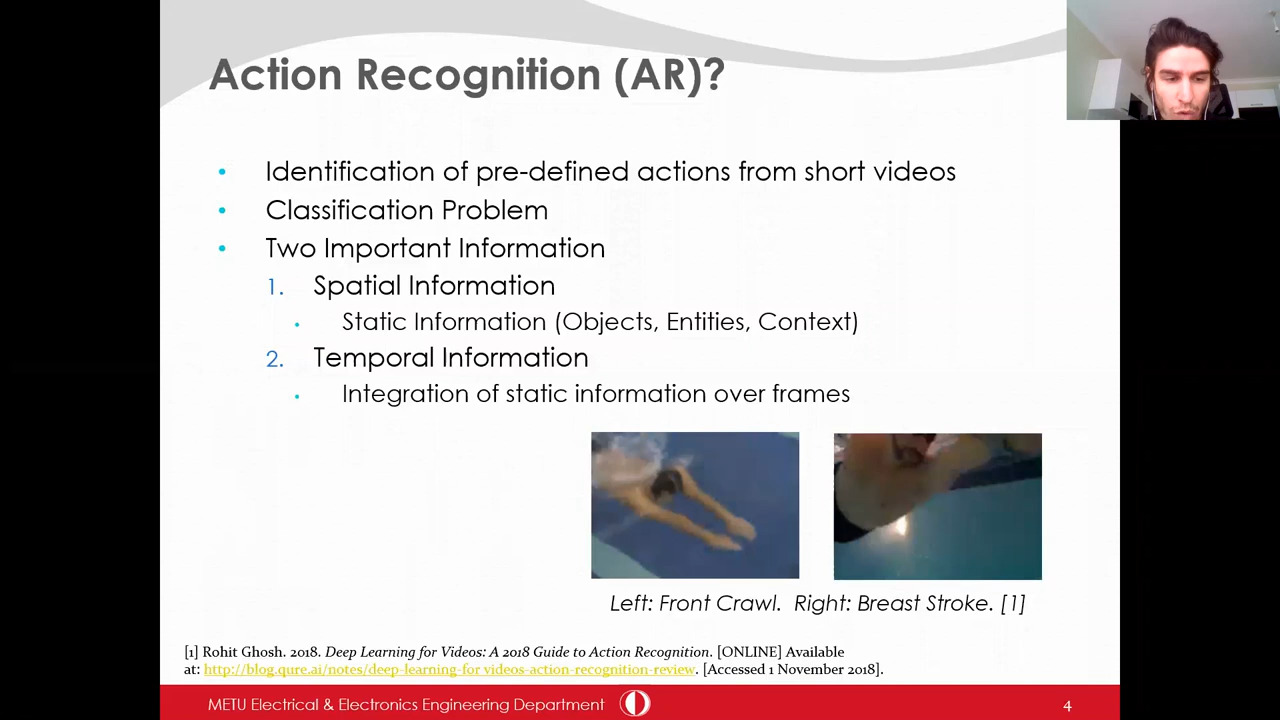 Action Recognition (AR)?
• Identification of pre-defined actions from short videos
• Classification Problem
• Two Important Information
1. Spatial Information
• Static Information (Objects, Entities, Context)
2. Temporal Information
• Integration of static information over frames
Left: Front Crawl. Right: Breast Stroke. [1]
[1] Rohit Ghosh. 2018. Deep Learning for Videos: A 2018 Guide to Action Recognition. [ONLINE] Available
at: http://blog.qure.ai/notes/deep-learning-for videos-action-recognition-review. [Accessed 1 November 2018].
METU Electrical & Electronics Engineering Department
4